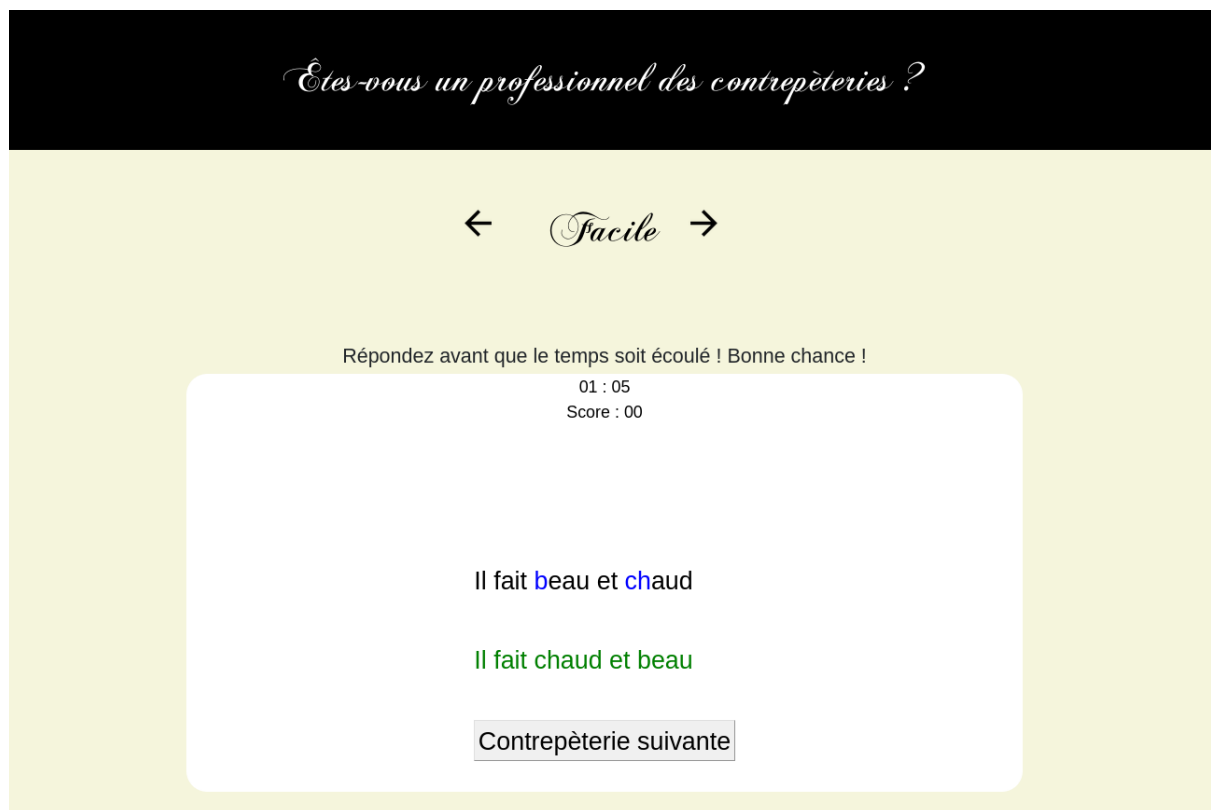 Êtes-vous un professionnel des contrepèteries ?
Facile
Répondez avant que le temps soit écoulé ! Bonne chance !
01 : 05
Score : 00
Il fait beau et chaud
Il fait chaud et beau
Contrepèterie suivante